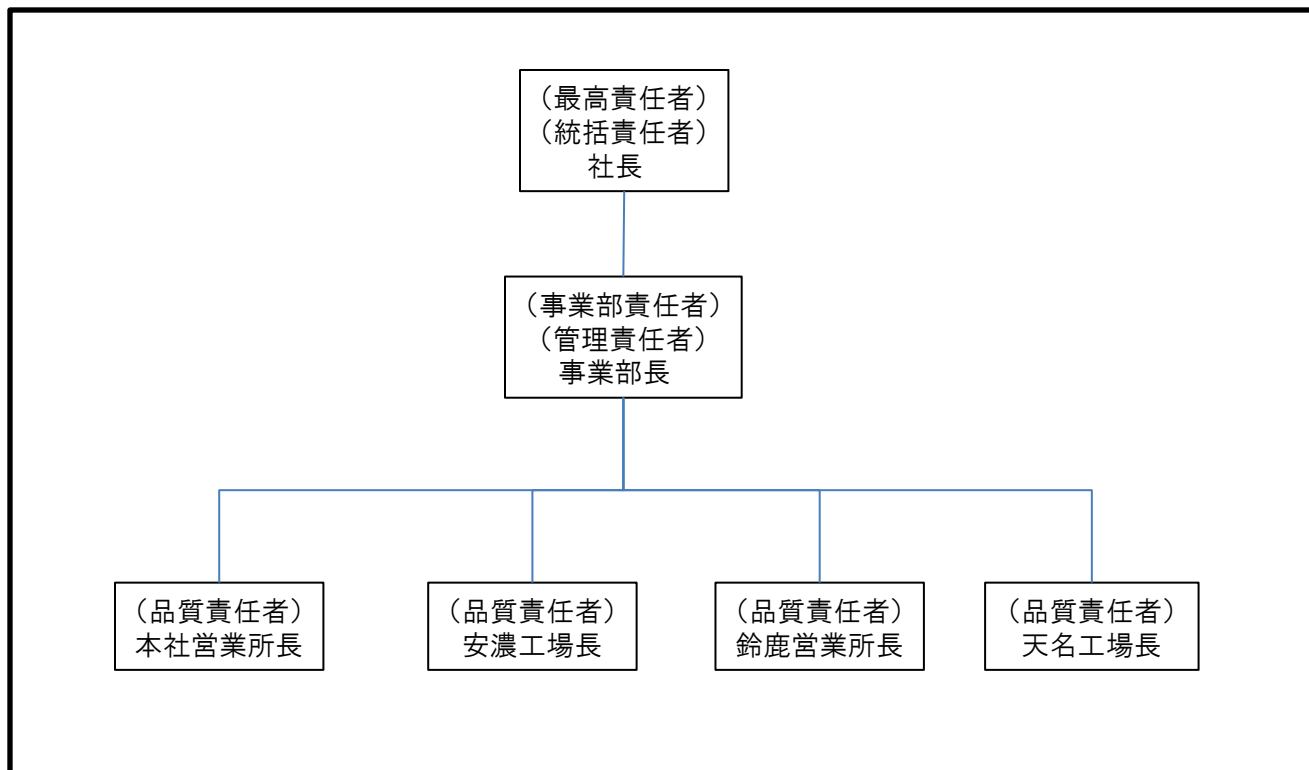 （最高責任者）
（統括責任者）
社長
（事業部責任者）
（管理責任者）
事業部長
（品質責任者）
本社営業所長
（品質責任者）
安濃工場長
（品質責任者）
鈴鹿営業所長
（品質責任者）
天名工場長